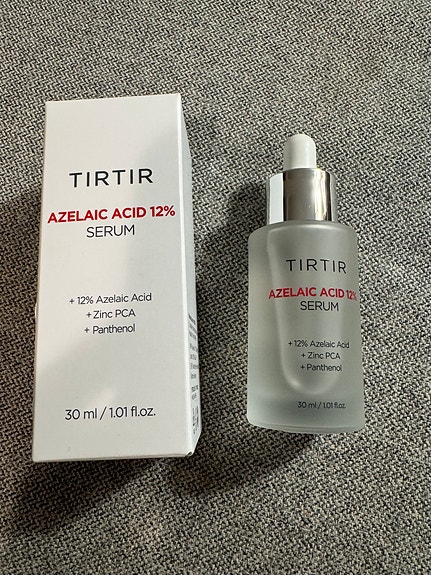 TIRTIR
AZELAIC ACID 12%
SERUM
+ 12% Azelaic Acid
+ Zinc PCA
+ Panthenol
30 ml / 1.01 fl.oz.
TIRTIR
AZELAIC ACID 12%
SERUM
+ 12% Azelaic Acid
+ Zinc PCA
+ Panthenol
30 ml / 1.01 fl.oz.